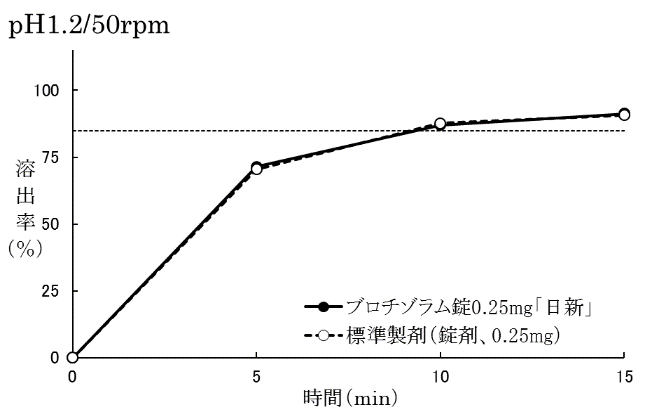 pH1.2/50rpm
100
75
50
25
0
溶出率(%)
ブロチゾラム錠0.25mg「日新」
標準製剤(錠剤、0.25mg)
0 5 10 15
時間(min)